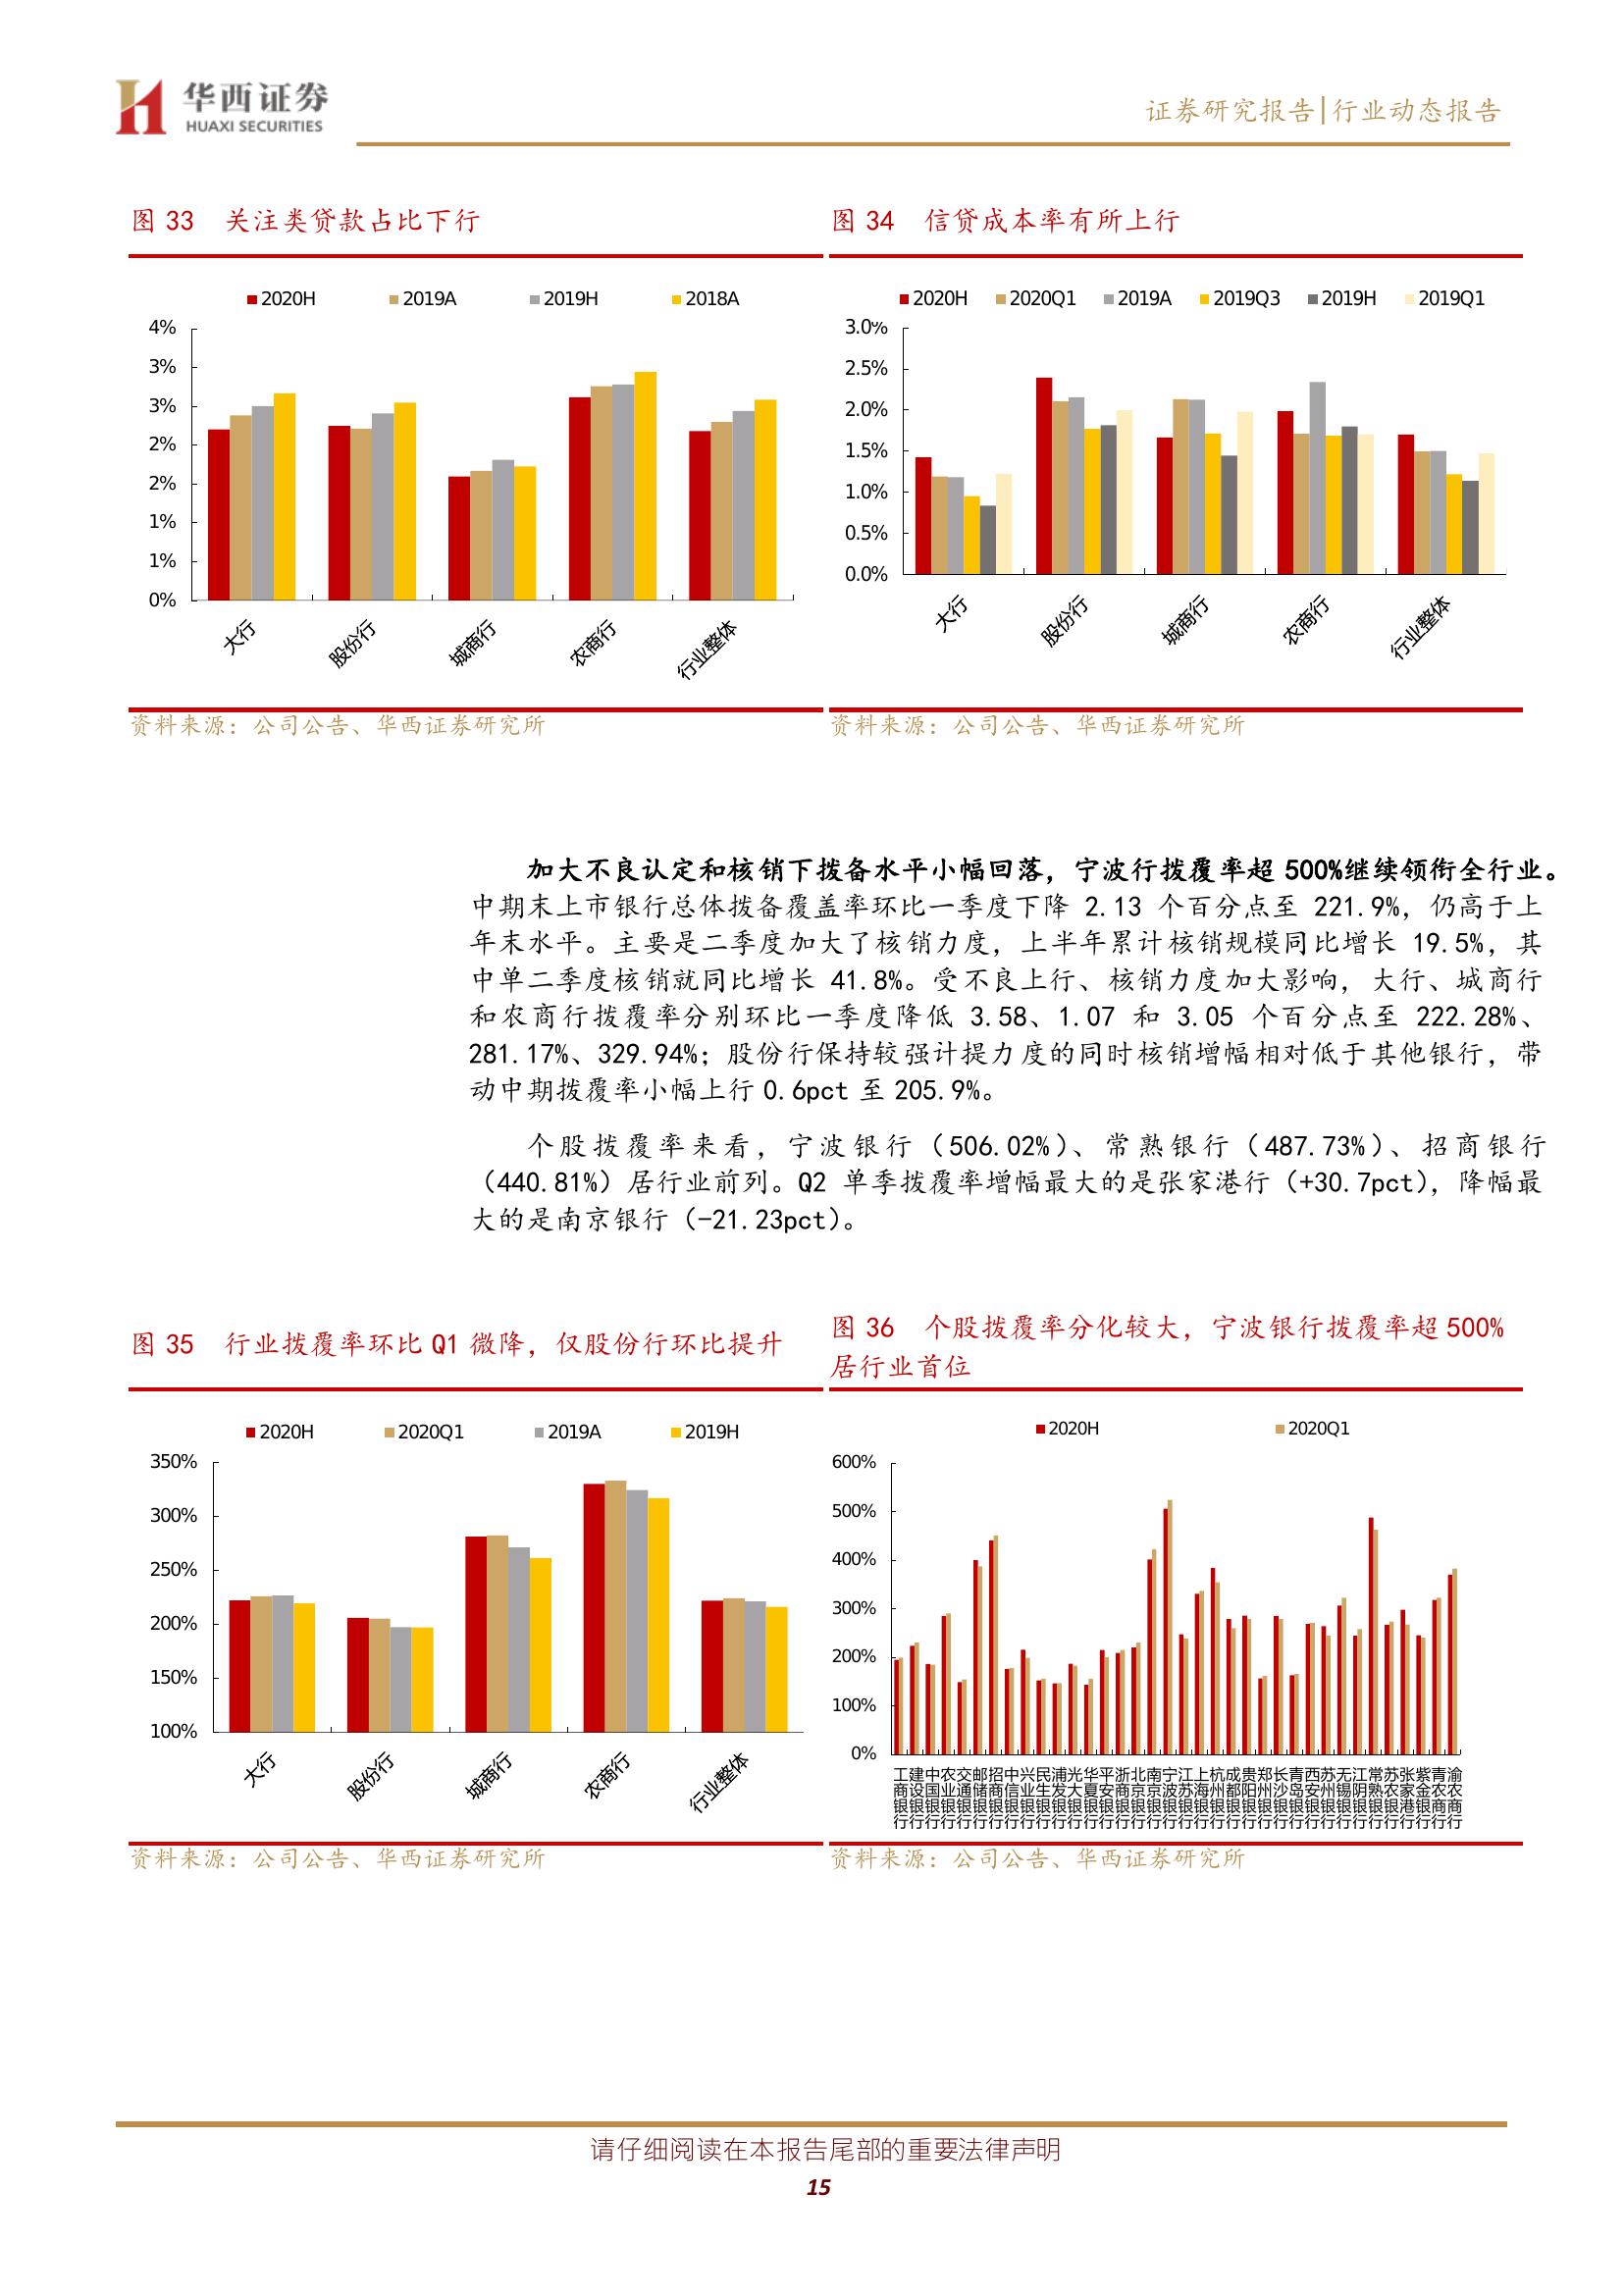 华西证券
HUAXI SECURITIES
证券研究报告|行业动态报告
图 33 关注类贷款占比下行
2020H 2019A 2019H 2018A
4%
3%
3%
2%
2%
1%
1%
0%
大行 股份行 城商行 农商行 行业整体
资料来源：公司公告、华西证券研究所
图 34 信贷成本率有所上行
2020H 2020Q1 2019A 2019Q3 2019H 2019Q1
3.0%
2.5%
2.0%
1.5%
1.0%
0.5%
0.0%
大行 股份行 城商行 农商行 行业整体
资料来源：公司公告、华西证券研究所
加大不良认定和核销下拨备水平小幅回落，宁波行拨覆率超 500%继续领衔全行业。
中期末上市银行总体拨备覆盖率环比一季度下降 2.13 个百分点至 221.9%，仍高于上
年末水平。主要是二季度加大了核销力度，上半年累计核销规模同比增长 19.5%，其
中单二季度核销就同比增长 41.8%。受不良上行、核销力度加大影响，大行、城商行
和农商行拨覆率分别环比一季度降低 3.58、1.07 和 3.05 个百分点至 222.28%、
281.17%、329.94%；股份行保持较强计提力度的同时核销增幅相对低于其他银行，带
动中期拨覆率小幅上行 0.6pct 至 205.9%。
个股拨覆率来看，宁波银行（506.02%）、常熟银行（487.73%）、招商银行
（440.81%）居行业前列。Q2 单季拨覆率增幅最大的是张家港行（+30.7pct），降幅最
大的是南京银行（-21.23pct）。
图 35 行业拨覆率环比 Q1 微降，仅股份行环比提升
2020H 2020Q1 2019A 2019H
350%
300%
250%
200%
150%
100%
大行 股份行 城商行 农商行 行业整体
资料来源：公司公告、华西证券研究所
图 36 个股拨覆率分化较大，宁波银行拨覆率超 500%
居行业首位
2020H 2020Q1
600%
500%
400%
300%
200%
100%
0%
工商银行 建设银行 中国银行 农业银行 交通银行 邮储银行 招商银行 中信银行 兴业银行 民生银行 浦发银行 光大银行 华夏银行 平安银行 浙商银行 北京银行 南京银行 宁波银行 江苏银行 上海银行 杭州银行 成都银行 贵阳银行 郑州银行 长沙银行 青岛银行 西安银行 苏州银行 无锡银行 江阴银行 常熟银行 苏农银行 张家港行 紫金银行 青农商行 渝农商行
资料来源：公司公告、华西证券研究所
请仔细阅读在本报告尾部的重要法律声明
15